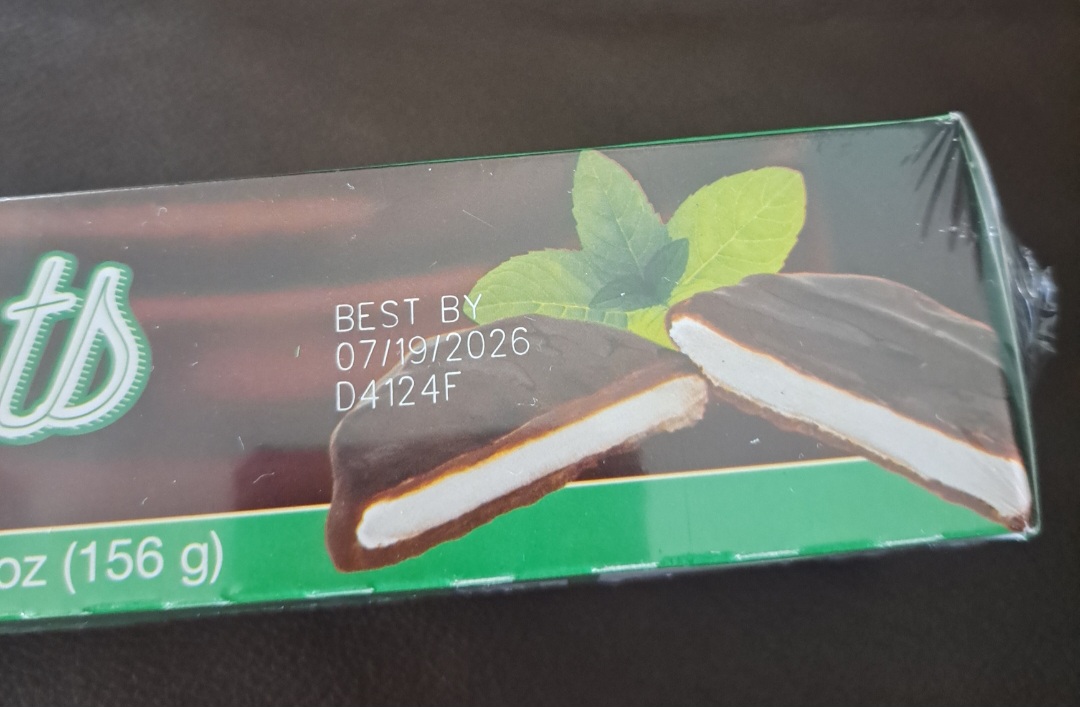 ts
BEST BY
07/19/2026
D4124F
oz (156 g)